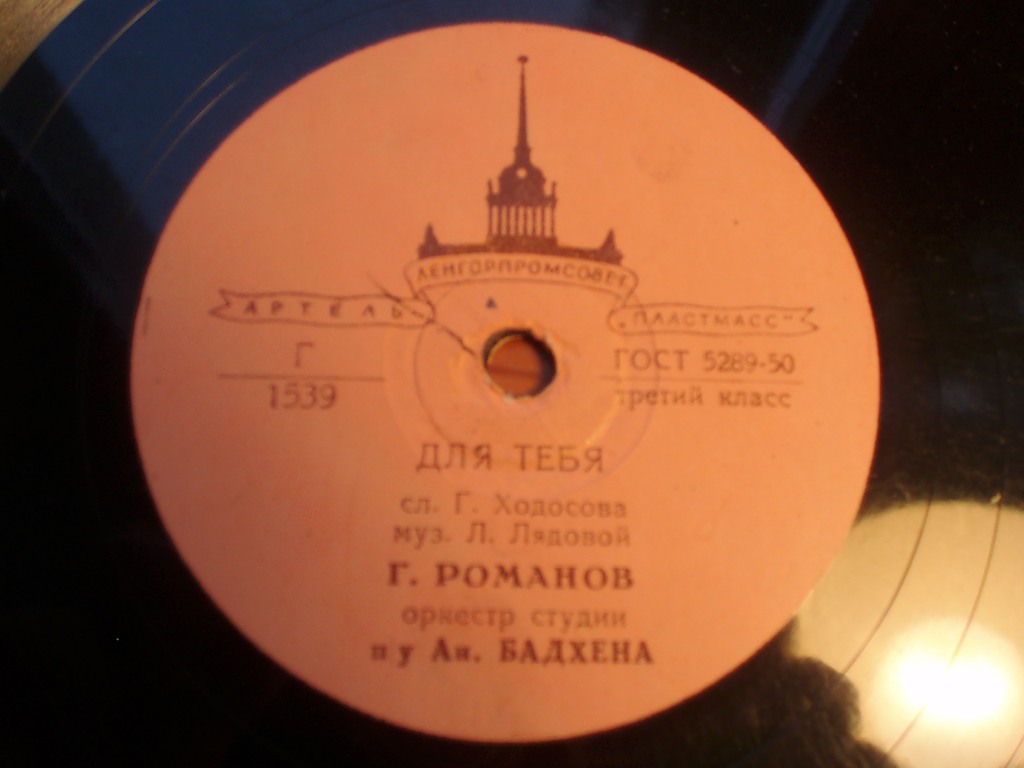 ЛЕНГОРПРОМСОВЕТ
АРТЕЛЬ „ПЛАСТМАСС"
Г
1539
ГОСТ 5289-50
третий класс
ДЛЯ ТЕБЯ
сл. Г. Ходосова
муз. Л. Лядовой
Г. РОМАНОВ
оркестр студии
п/у Ан. БАДХЕНА